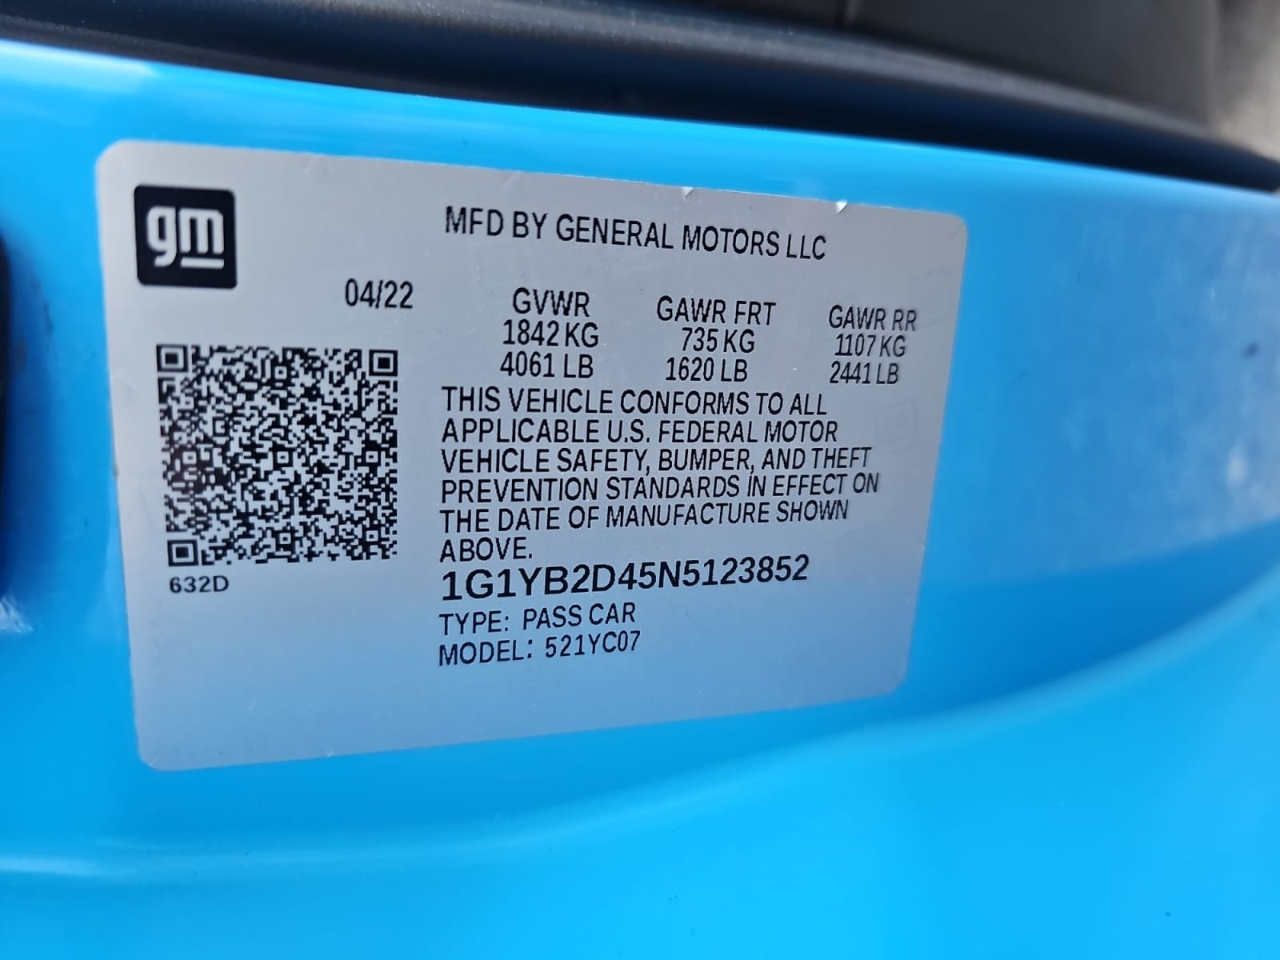 gm
MFD BY GENERAL MOTORS LLC
04/22
GVWR GAWR FRT GAWR RR
1842 KG 735 KG 1107 KG
4061 LB 1620 LB 2441 LB
THIS VEHICLE CONFORMS TO ALL
APPLICABLE U.S. FEDERAL MOTOR
VEHICLE SAFETY, BUMPER, AND THEFT
PREVENTION STANDARDS IN EFFECT ON
THE DATE OF MANUFACTURE SHOWN
ABOVE.
632D
1G1YB2D45N5123852
TYPE: PASS CAR
MODEL: 521YC07